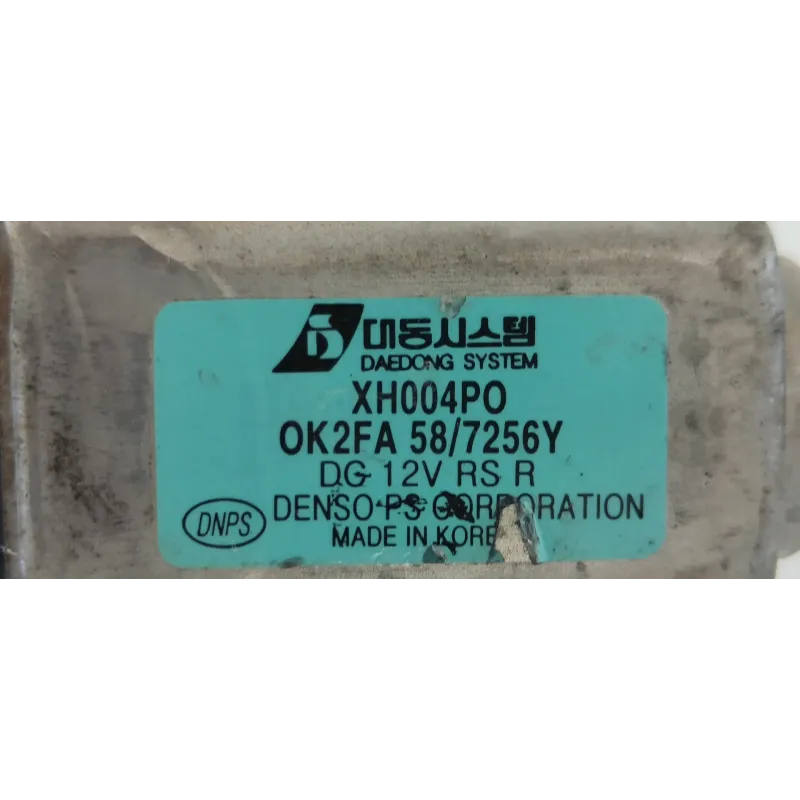 대동시스템
DAEDONG SYSTEM
XH004PO
OK2FA 58/7256Y
DC 12V RS R
DNPS
DENSO PS CORPORATION
MADE IN KORE